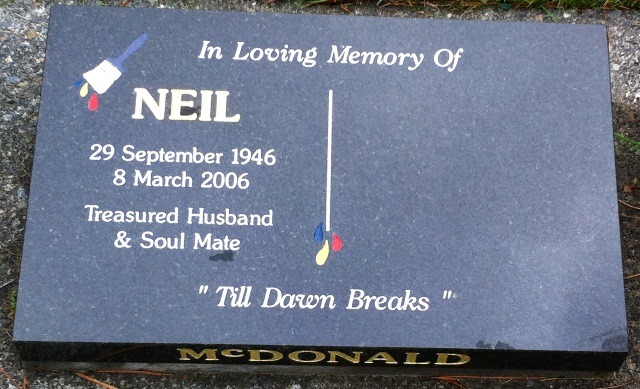 In Loving Memory Of
NEIL
29 September 1946
8 March 2006
Treasured Husband
& Soul Mate
"Till Dawn Breaks"
McDONALD